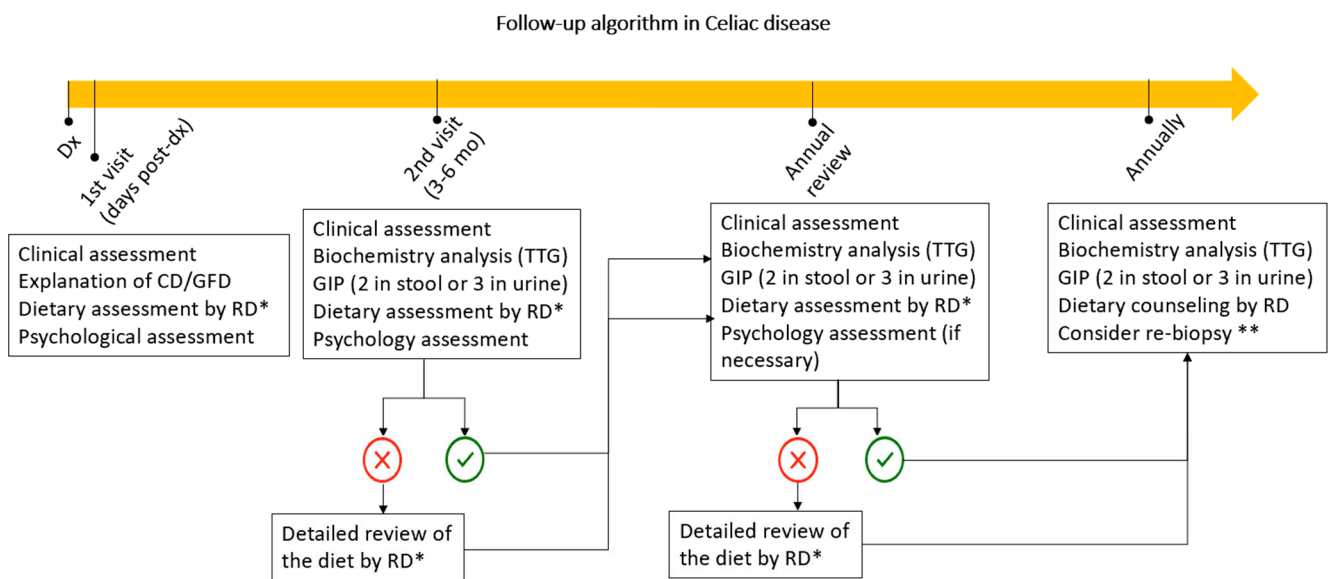 Follow-up algorithm in Celiac disease
Dx
1st visit
(days post-dx)
2nd visit
(3-6 mo)
Annual
review
Annually
Clinical assessment
Explanation of CD/GFD
Dietary assessment by RD*
Psychological assessment
Clinical assessment
Biochemistry analysis (TTG)
GIP (2 in stool or 3 in urine)
Dietary assessment by RD*
Psychology assessment
Clinical assessment
Biochemistry analysis (TTG)
GIP (2 in stool or 3 in urine)
Dietary assessment by RD*
Psychology assessment (if
necessary)
Clinical assessment
Biochemistry analysis (TTG)
GIP (2 in stool or 3 in urine)
Dietary counseling by RD
Consider re-biopsy **
Detailed review of
the diet by RD*
Detailed review of
the diet by RD*